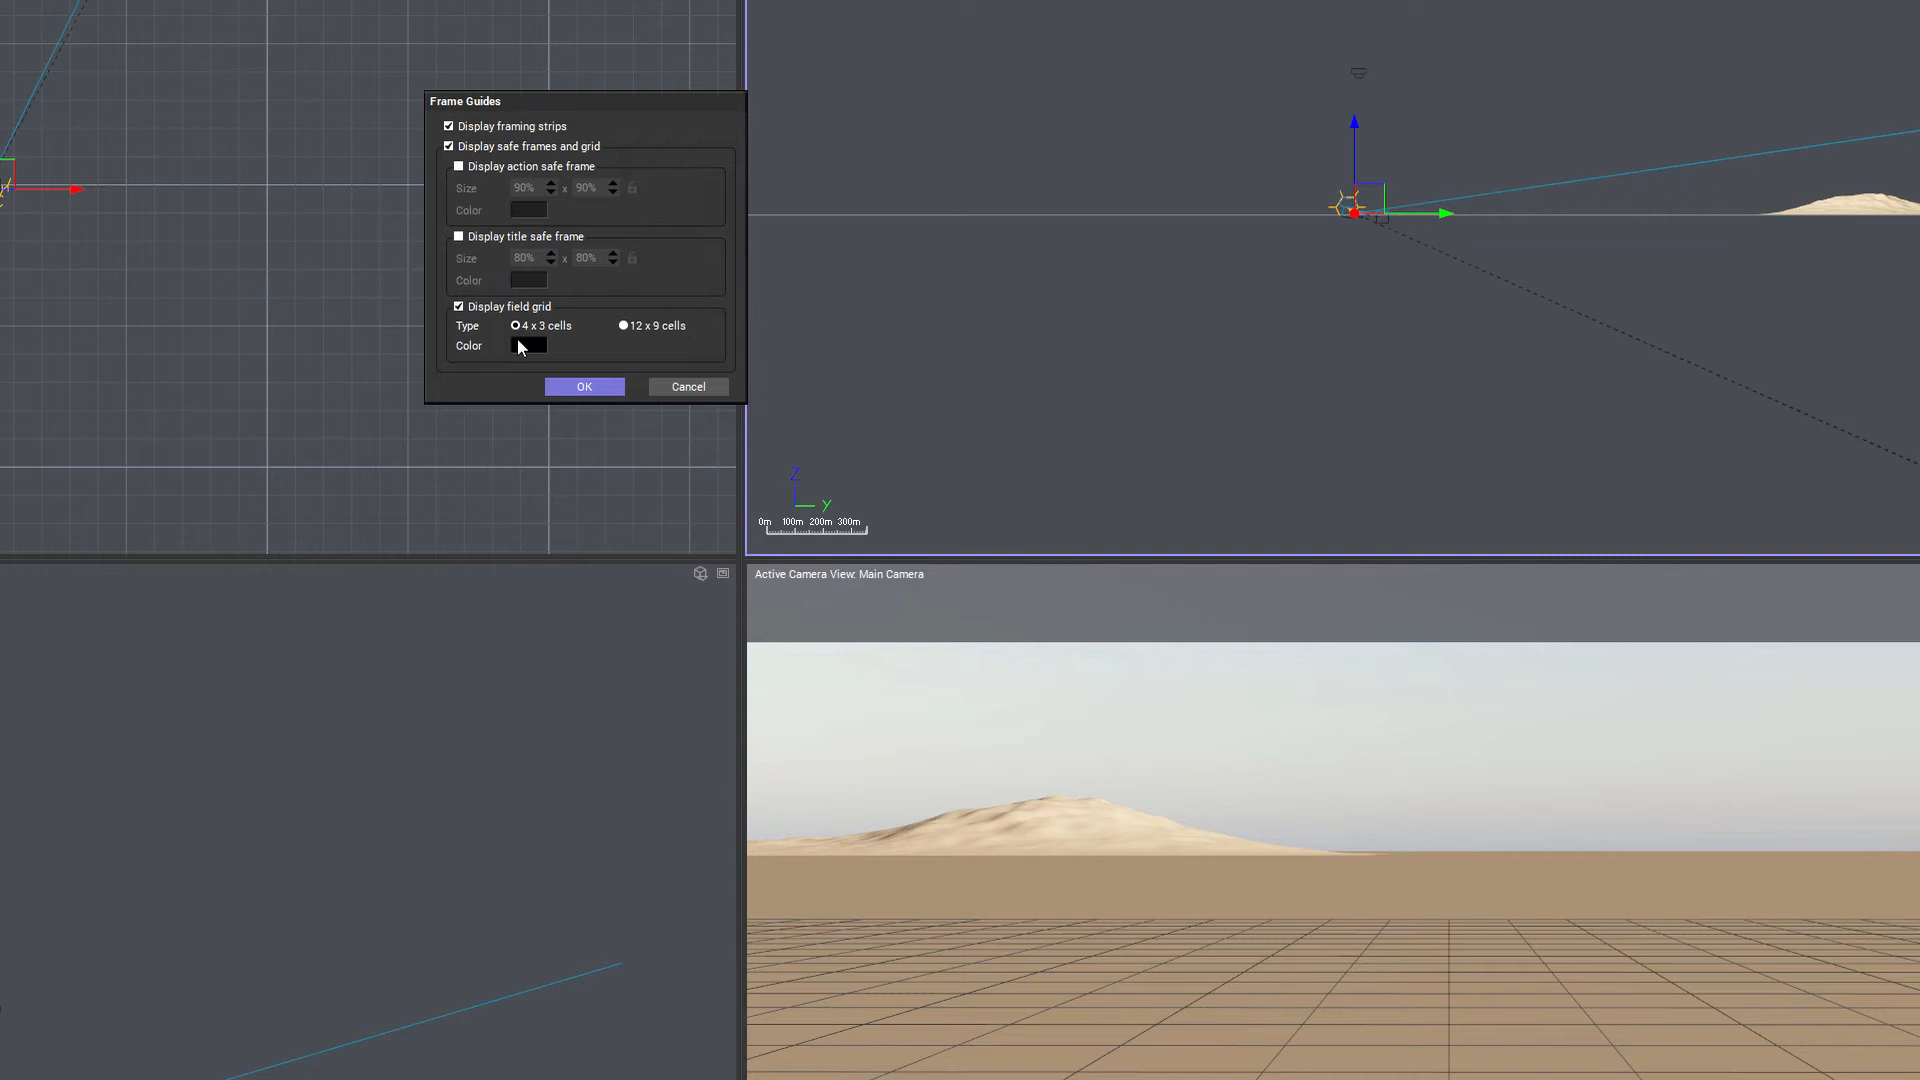 Frame Guides
Display framing strips
Display safe frames and grid
Display action safe frame
Size 90% x 90%
Color
Display title safe frame
Size 80% x 80%
Color
Display field grid
Type 4 x 3 cells 12 x 9 cells
Color
OK Cancel
Z
y
0m 100m 200m 300m
Active Camera View: Main Camera